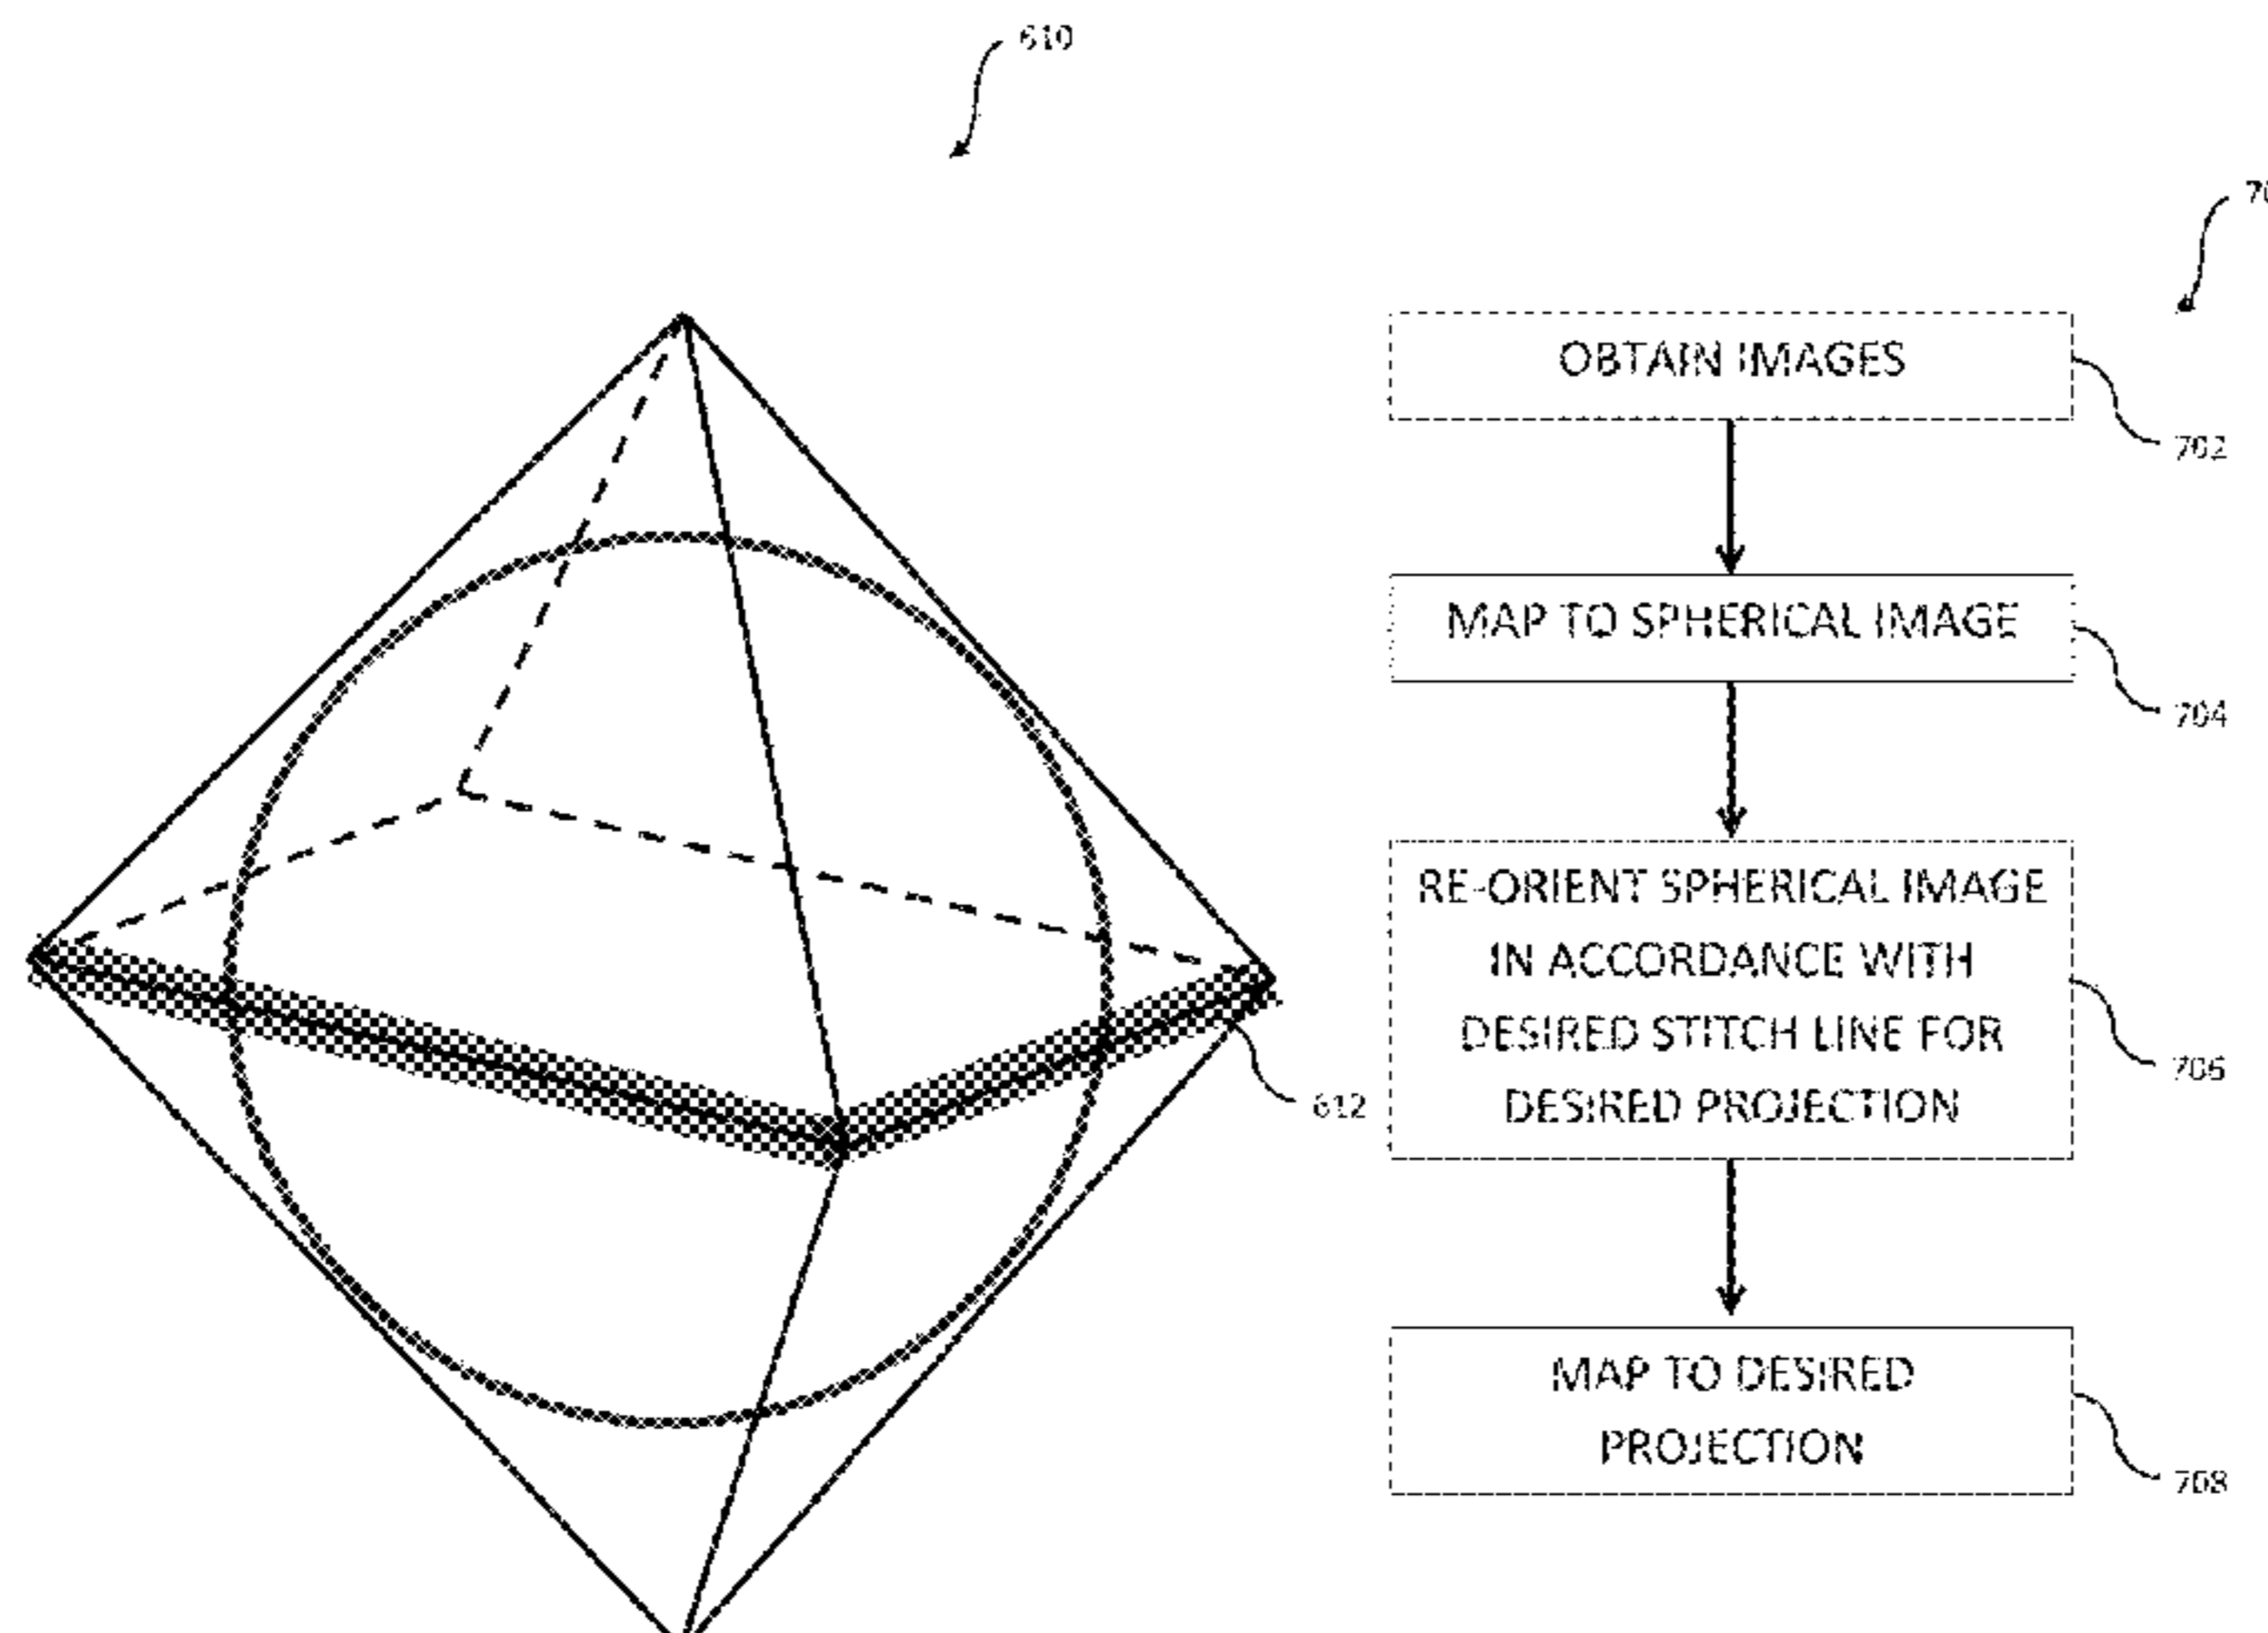 610
OBTAIN IMAGES
702
MAP TO SPHERICAL IMAGE
704
RE-ORIENT SPHERICAL IMAGE
IN ACCORDANCE WITH
DESIRED STITCH LINE FOR
DESIRED PROJECTION
706
612
MAP TO DESIRED
PROJECTION
708